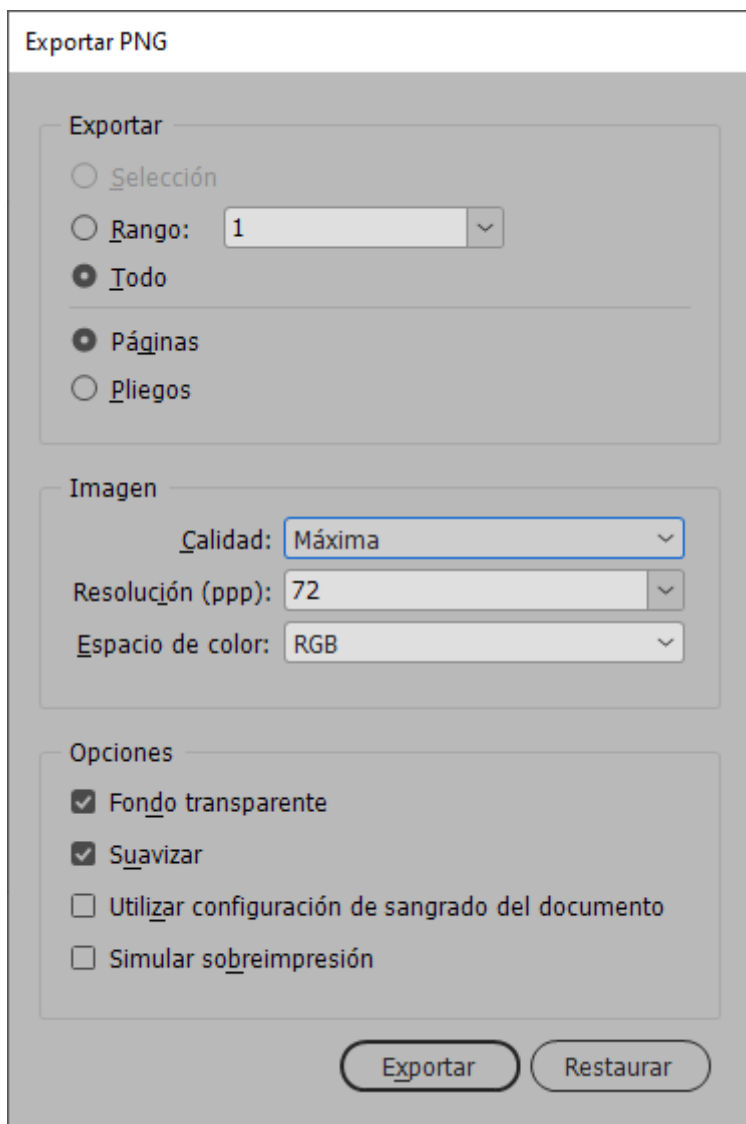 Exportar PNG
Exportar
Selección
Rango: 1
Todo
Páginas
Pliegos
Imagen
Calidad: Máxima
Resolución (ppp): 72
Espacio de color: RGB
Opciones
Fondo transparente
Suavizar
Utilizar configuración de sangrado del documento
Simular sobreimpresión
Exportar Restaurar